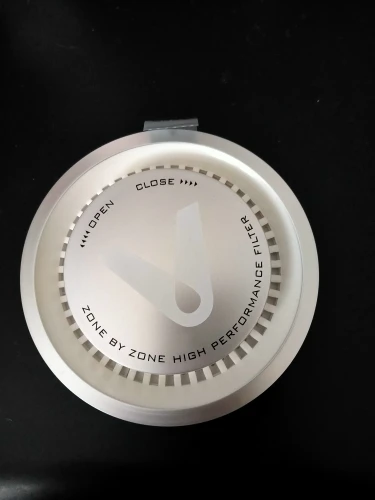 ◂◂◂◂OPEN
CLOSE▸▸▸▸
ZONE BY ZONE HIGH PERFORMANCE FILTER